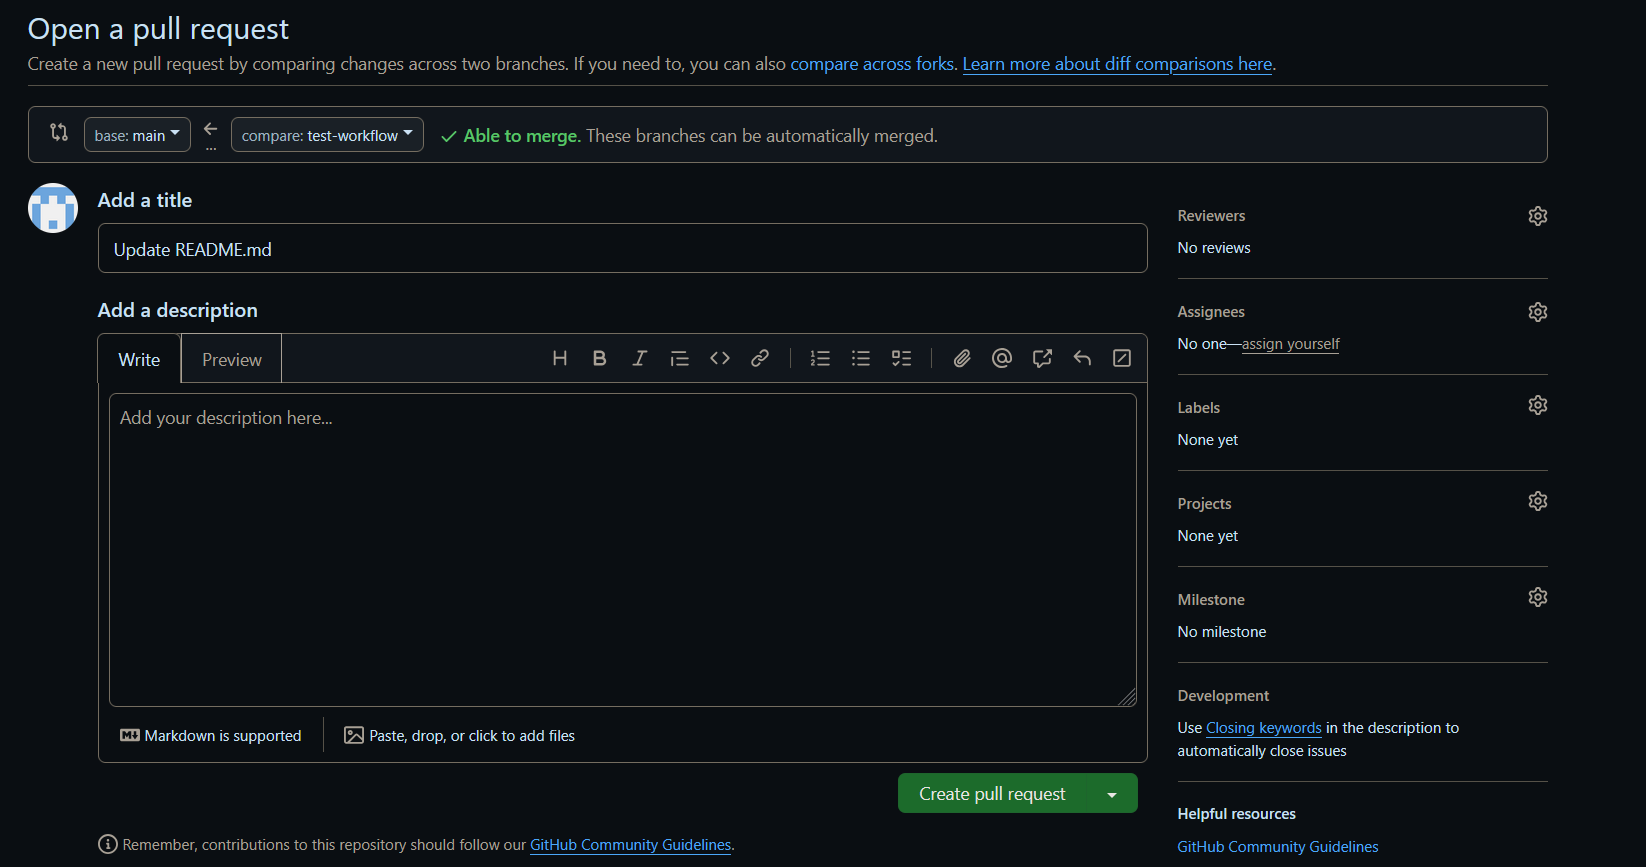 Open a pull request
Create a new pull request by comparing changes across two branches. If you need to, you can also compare across forks. Learn more about diff comparisons here.
base: main
...
compare: test-workflow
Able to merge. These branches can be automatically merged.
Add a title
Update README.md
Add a description
Write
Preview
Add your description here...
Markdown is supported
Paste, drop, or click to add files
Create pull request
Remember, contributions to this repository should follow our GitHub Community Guidelines.
Reviewers
No reviews
Assignees
No one—assign yourself
Labels
None yet
Projects
None yet
Milestone
No milestone
Development
Use Closing keywords in the description to
automatically close issues
Helpful resources
GitHub Community Guidelines